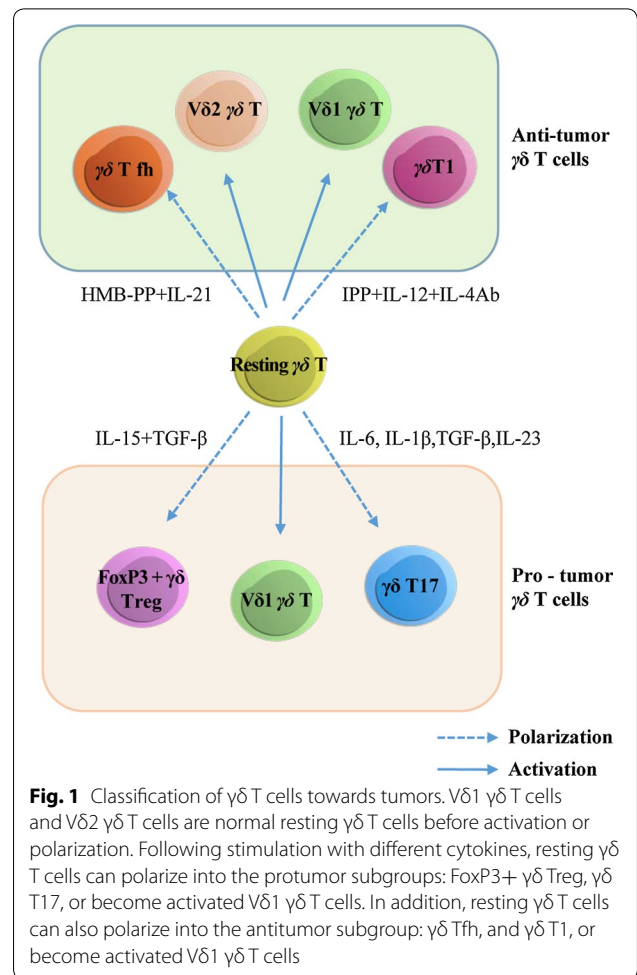 Vδ2 γδ T
Vδ1 γδ T
γδ T fh
γδT1
Anti-tumor
γδ T cells
HMB-PP+IL-21
IPP+IL-12+IL-4Ab
Resting γδ T
IL-15+TGF-β
IL-6, IL-1β,TGF-β,IL-23
FoxP3 + γδ
Treg
Vδ1 γδ T
γδ T17
Pro - tumor
γδ T cells
Polarization
Activation
Fig. 1 Classification of γδ T cells towards tumors. Vδ1 γδ T cells
and Vδ2 γδ T cells are normal resting γδ T cells before activation or
polarization. Following stimulation with different cytokines, resting γδ
T cells can polarize into the protumor subgroups: FoxP3+ γδ Treg, γδ
T17, or become activated Vδ1 γδ T cells. In addition, resting γδ T cells
can also polarize into the antitumor subgroup: γδ Tfh, and γδ T1, or
become activated Vδ1 γδ T cells